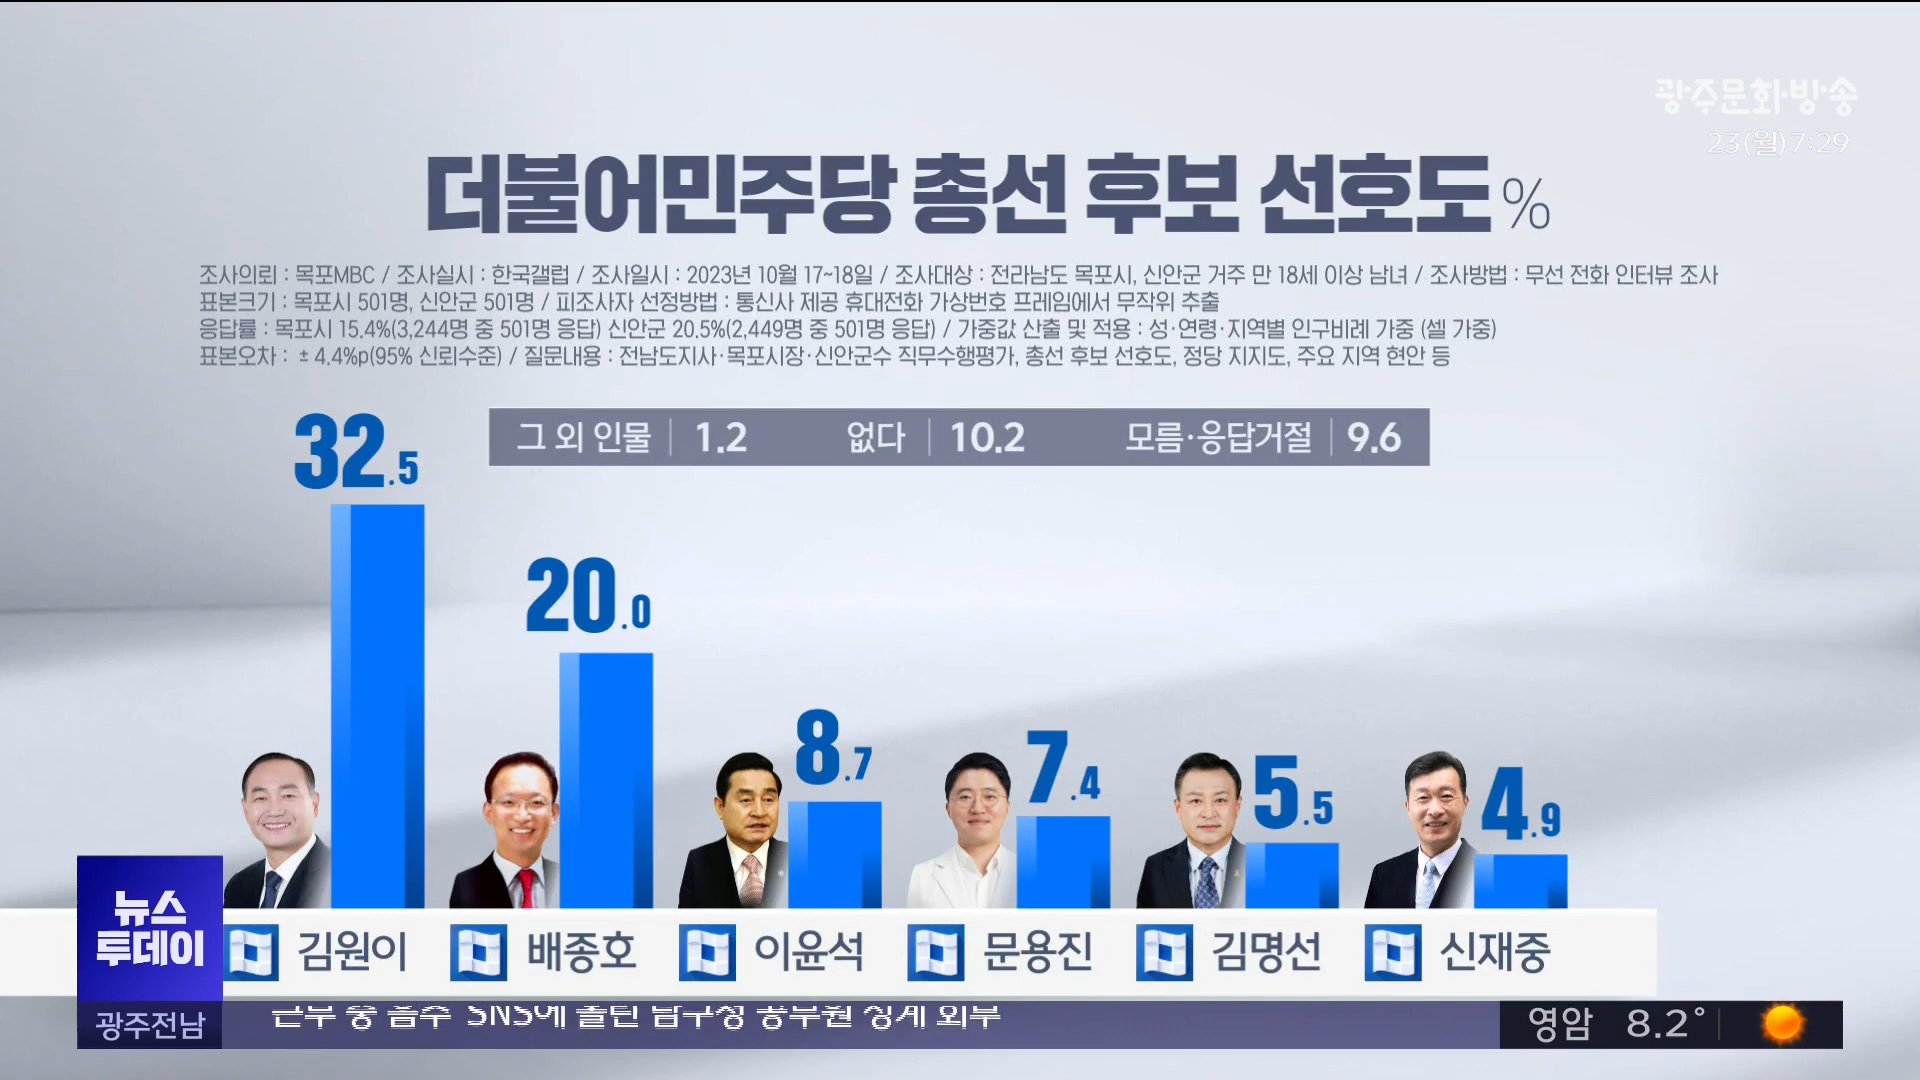 광주문화방송
23(월)7:29
더불어민주당 총선 후보 선호도 %
조사의뢰 : 목포MBC / 조사실시 : 한국갤럽 / 조사일시 : 2023년 10월 17~18일 / 조사대상 : 전라남도 목포시, 신안군 거주 만 18세 이상 남녀 / 조사방법 : 무선 전화 인터뷰 조사
표본크기 : 목포시 501명, 신안군 501명 / 피조사자 선정방법 : 통신사 제공 휴대전화 가상번호 프레임에서 무작위 추출
응답률 : 목포시 15.4%(3,244명 중 501명 응답) 신안군 20.5%(2,449명 중 501명 응답) / 가중값 산출 및 적용 : 성·연령·지역별 인구비례 가중 (셀 가중)
표본오차 : ±4.4%p(95% 신뢰수준) / 질문내용 : 전남도지사·목포시장·신안군수 직무수행평가, 총선 후보 선호도, 정당 지지도, 주요 지역 현안 등
그 외 인물 1.2 없다 10.2 모름·응답거절 9.6
32.5
20.0
8.7
7.4
5.5
4.9
김원이 배종호 이윤석 문용진 김명선 신재중
뉴스
투데이
광주전남
SNS에
영암 8.2°